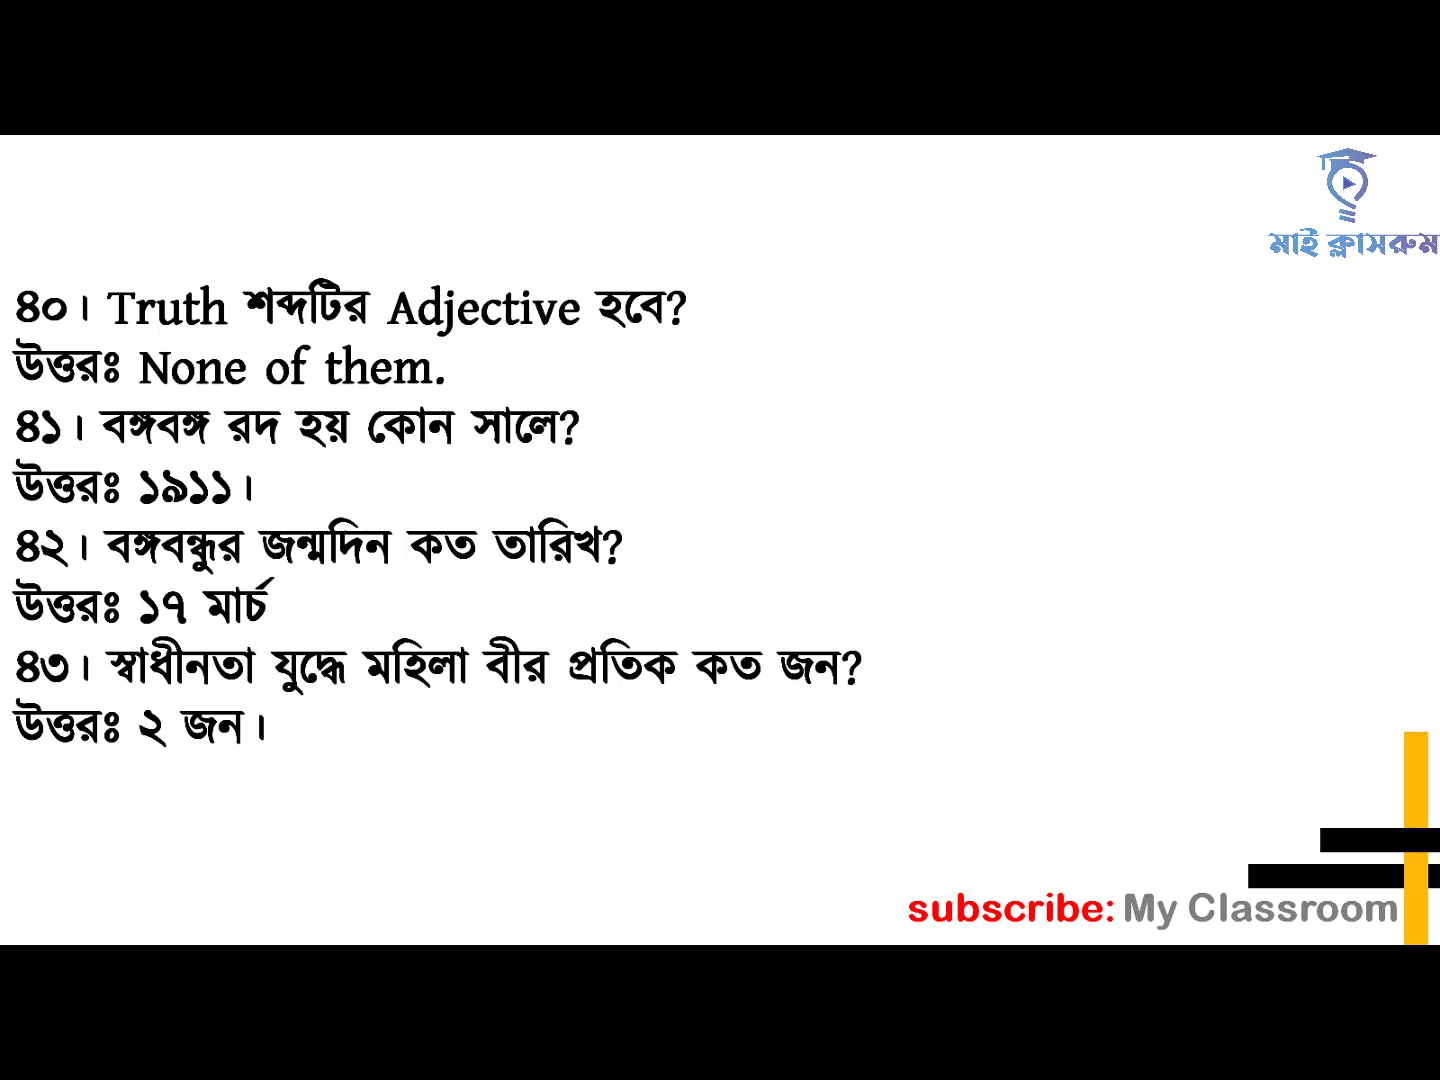 মাই ক্লাসরুম
৪০। Truth শব্দটির Adjective হবে?
উত্তরঃ None of them.
৪১। বঙ্গবঙ্গ রদ হয় কোন সালে?
উত্তরঃ ১৯১১।
৪২। বঙ্গবন্ধুর জন্মদিন কত তারিখ?
উত্তরঃ ১৭ মার্চ
৪৩। স্বাধীনতা যুদ্ধে মহিলা বীর প্রতিক কত জন?
উত্তরঃ ২ জন।
subscribe: My Classroom